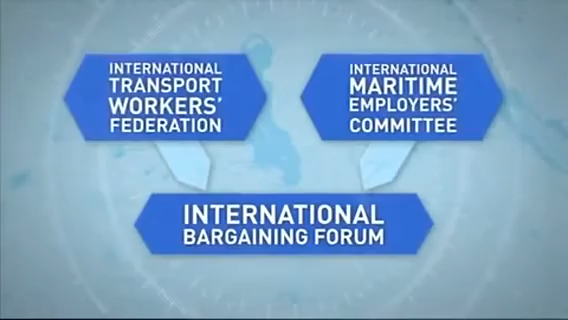 INTERNATIONAL
TRANSPORT
WORKERS'
FEDERATION
INTERNATIONAL
MARITIME
EMPLOYERS'
COMMITTEE
INTERNATIONAL
BARGAINING FORUM